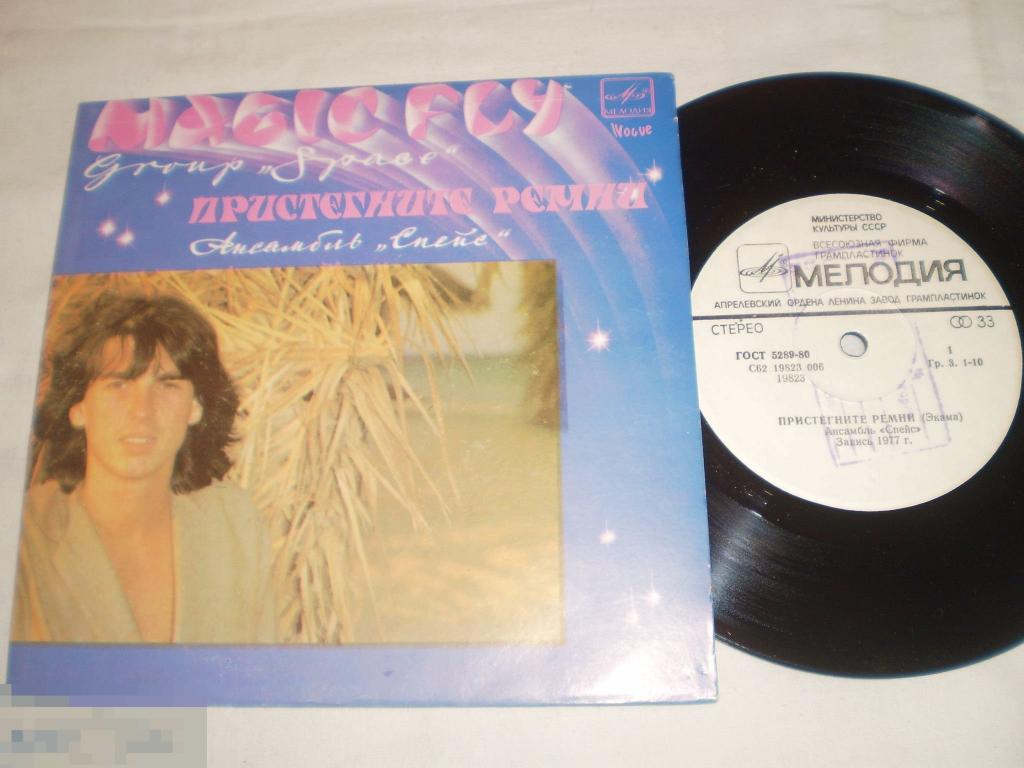 MAGIC FLY
Group „Space“
ПРИСТЕГНИТЕ РЕМНИ
Ансамбль „Спейс“
МЕЛОДИЯ
Vogue
МИНИСТЕРСТВО
КУЛЬТУРЫ СССР
ВСЕСОЮЗНАЯ ФИРМА
ГРАМПЛАСТИНОК
МЕЛОДИЯ
АПРЕЛЕВСКИЙ ОРДЕНА ЛЕНИНА ЗАВОД ГРАМПЛАСТИНОК
СТЕРЕО
33
ГОСТ 5289-80
С62 19823 006
19823
1
Гр. 3. 1-10
ПРИСТЕГНИТЕ РЕМНИ (Экама)
Ансамбль «Спейс»
Запись 1977 г.